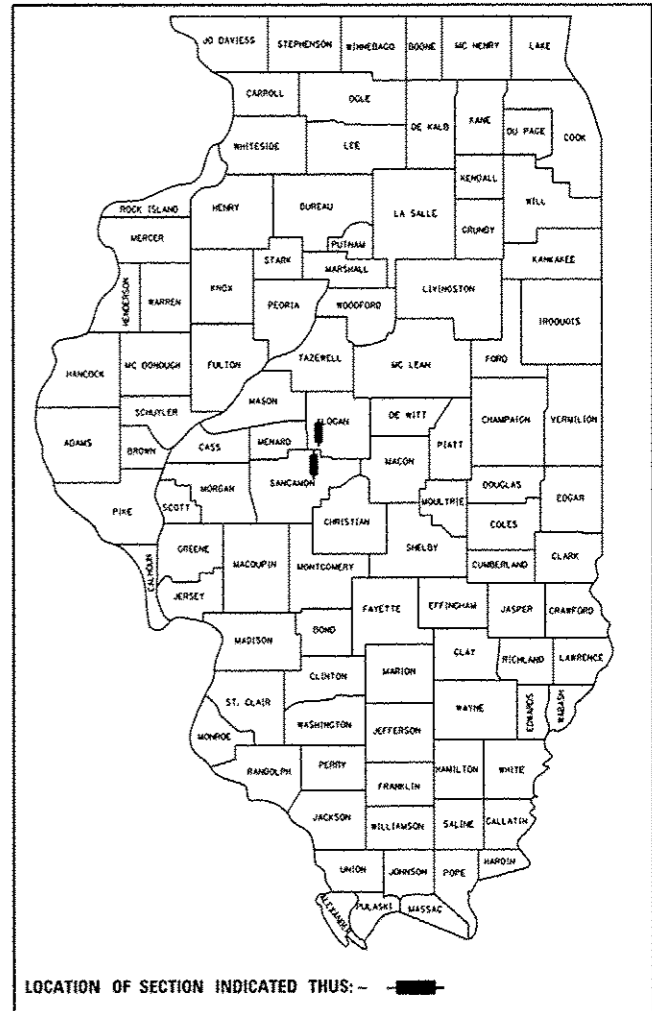 JO DAVIESS STEPHENSON WINNEBAGO BOONE MC HENRY LAKE
CARROLL OGLE DE KALB KANE DU PAGE COOK
WHITESIDE LEE
KENDALL WILL
ROCK ISLAND HENRY BUREAU LA SALLE GRUNDY
MERCER PUTNAM
STARK MARSHALL KANKAKEE
HENDERSON WARREN KNOX PEORIA WOODFORD LIVINGSTON IROQUOIS
HANCOCK MC DONOUGH FULTON TAZEWELL MC LEAN FORD
MASON
SCHUYLER LOGAN DE WITT CHAMPAIGN VERMILION
ADAMS BROWN CASS MENARD MACON PIATT
SANGAMON DOUGLAS EDGAR
PIKE SCOTT MORGAN CHRISTIAN MOULTRIE COLES
CALHOUN GREENE MACOUPIN MONTGOMERY SHELBY CUMBERLAND CLARK
JERSEY FAYETTE EFFINGHAM JASPER CRAWFORD
MADISON BOND CLAY RICHLAND LAWRENCE
CLINTON MARION
ST. CLAIR WASHINGTON JEFFERSON WAYNE EDWARDS WABASH
MONROE RANDOLPH PERRY HAMILTON WHITE
FRANKLIN
JACKSON WILLIAMSON SALINE GALLATIN
UNION JOHNSON POPE HARDIN
ALEXANDER PULASKI MASSAC
LOCATION OF SECTION INDICATED THUS: –